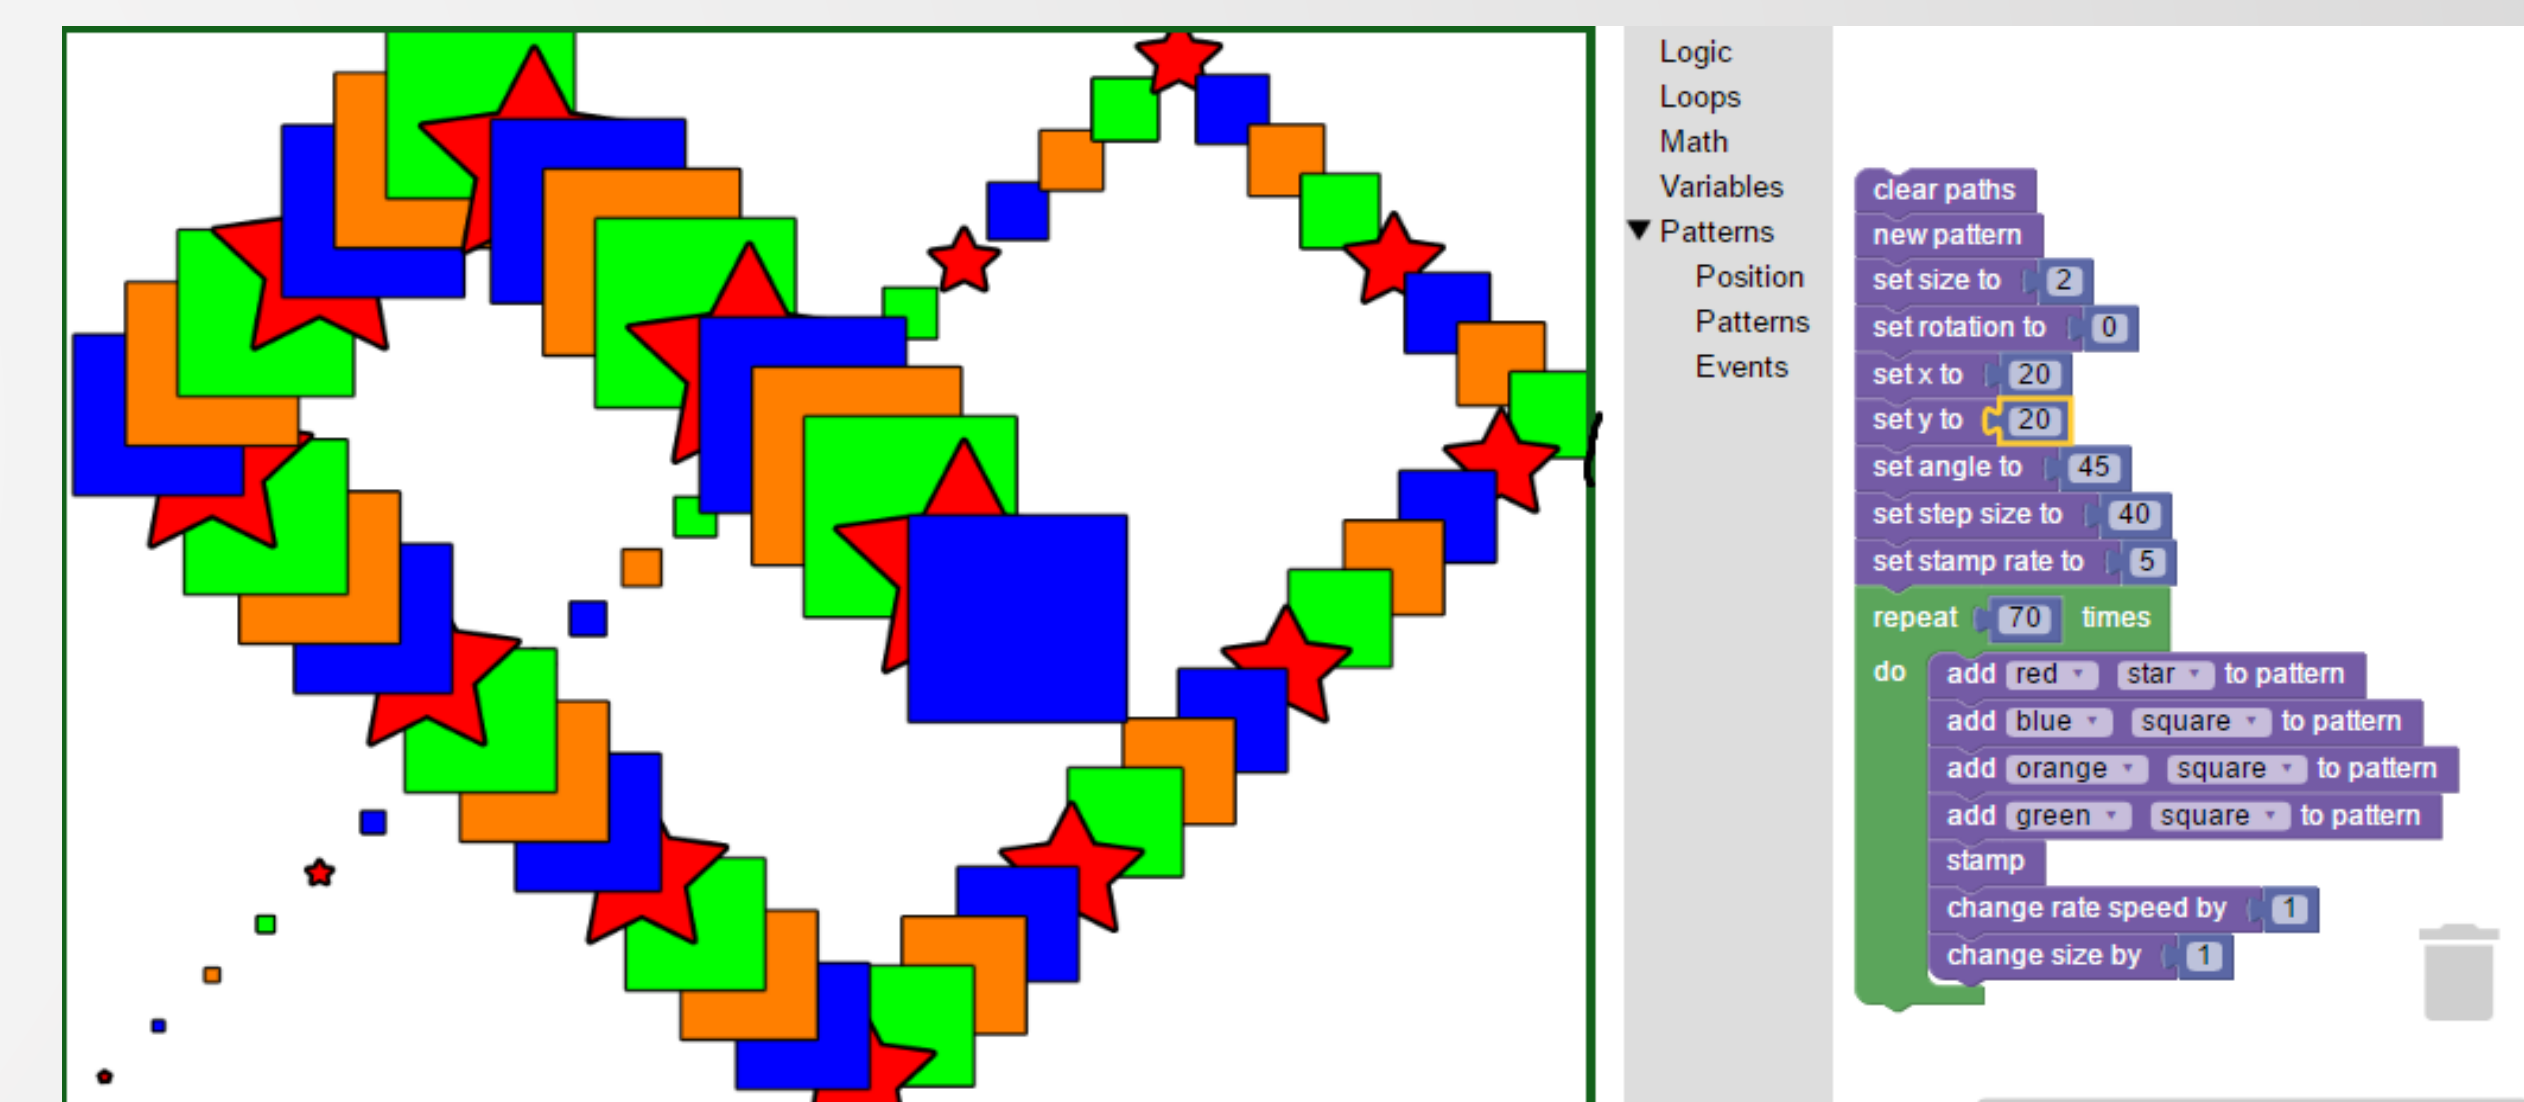 Logic
Loops
Math
Variables
Patterns
Position
Patterns
Events
clear paths
new pattern
set size to 2
set rotation to 0
set x to 20
set y to 20
set angle to 45
set step size to 40
set stamp rate to 5
repeat 70 times
do add red star to pattern
add blue square to pattern
add orange square to pattern
add green square to pattern
stamp
change rate speed by 1
change size by 1